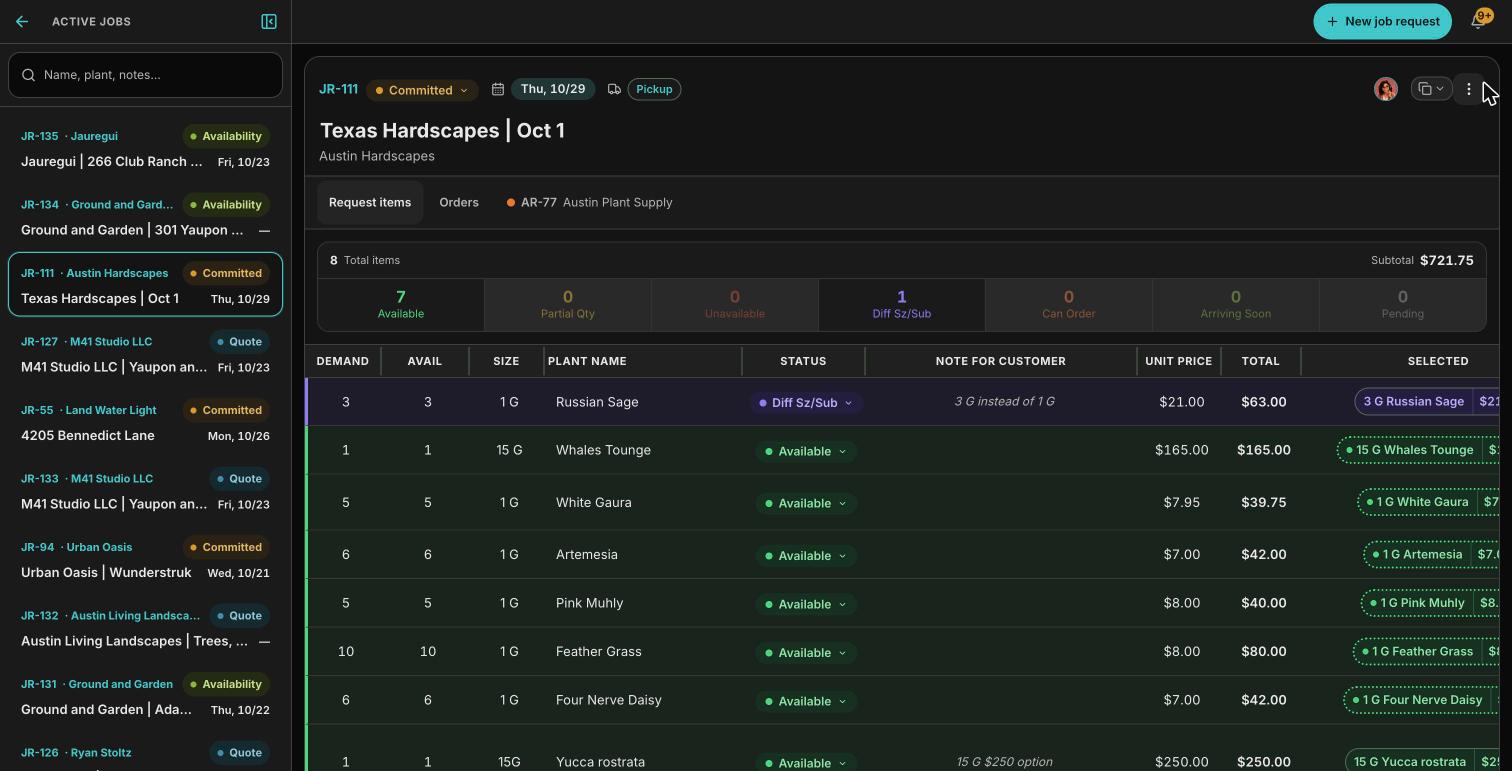 ACTIVE JOBS
+ New job request
9+
Name, plant, notes...
JR-135 · Jauregui Availability
Jauregui | 266 Club Ranch ... Fri, 10/23
JR-134 · Ground and Gard... Availability
Ground and Garden | 301 Yaupon ... —
JR-111 · Austin Hardscapes Committed
Texas Hardscapes | Oct 1 Thu, 10/29
JR-127 · M41 Studio LLC Quote
M41 Studio LLC | Yaupon an... Fri, 10/23
JR-55 · Land Water Light Committed
4205 Bennedict Lane Mon, 10/26
JR-133 · M41 Studio LLC Quote
M41 Studio LLC | Yaupon an... Fri, 10/23
JR-94 · Urban Oasis Committed
Urban Oasis | Wunderstruk Wed, 10/21
JR-132 · Austin Living Landsca... Quote
Austin Living Landscapes | Trees, ... —
JR-131 · Ground and Garden Availability
Ground and Garden | Ada... Thu, 10/22
JR-126 · Ryan Stoltz Quote
JR-111 Committed Thu, 10/29 Pickup
Texas Hardscapes | Oct 1
Austin Hardscapes
Request items Orders AR-77 Austin Plant Supply
8 Total items Subtotal $721.75
7 0 0 1 0 0 0
Available Partial Qty Unavailable Diff Sz/Sub Can Order Arriving Soon Pending
DEMAND AVAIL SIZE PLANT NAME STATUS NOTE FOR CUSTOMER UNIT PRICE TOTAL SELECTED
3 3 1 G Russian Sage Diff Sz/Sub 3 G instead of 1 G $21.00 $63.00 3 G Russian Sage $21
1 1 15 G Whales Tounge Available $165.00 $165.00 15 G Whales Tounge $
5 5 1 G White Gaura Available $7.95 $39.75 1 G White Gaura $7
6 6 1 G Artemesia Available $7.00 $42.00 1 G Artemesia $7.0
5 5 1 G Pink Muhly Available $8.00 $40.00 1 G Pink Muhly $8.
10 10 1 G Feather Grass Available $8.00 $80.00 1 G Feather Grass $8
6 6 1 G Four Nerve Daisy Available $7.00 $42.00 1 G Four Nerve Daisy
1 1 15G Yucca rostrata Available 15 G $250 option $250.00 $250.00 15 G Yucca rostrata $25